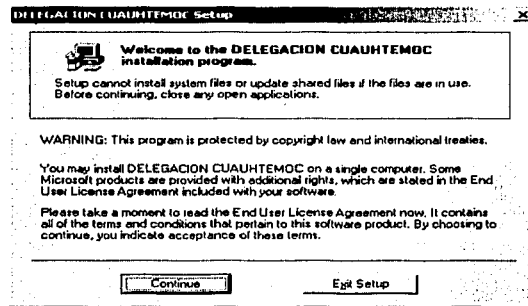 DELEGACION CUAUHTEMOC Setup
Welcome to the DELEGACION CUAUHTEMOC
installation program.
Setup cannot install system files or update shared files if the files are in use.
Before continuing, close any open applications.
WARNING: This program is protected by copyright law and international treaties.
You may install DELEGACION CUAUHTEMOC on a single computer. Some
Microsoft products are provided with additional rights, which are stated in the End
User License Agreement included with your software.
Please take a moment to read the End User License Agreement now. It contains
all of the terms and conditions that pertain to this software product. By choosing to
continue, you indicate acceptance of these terms.
Continue
Exit Setup